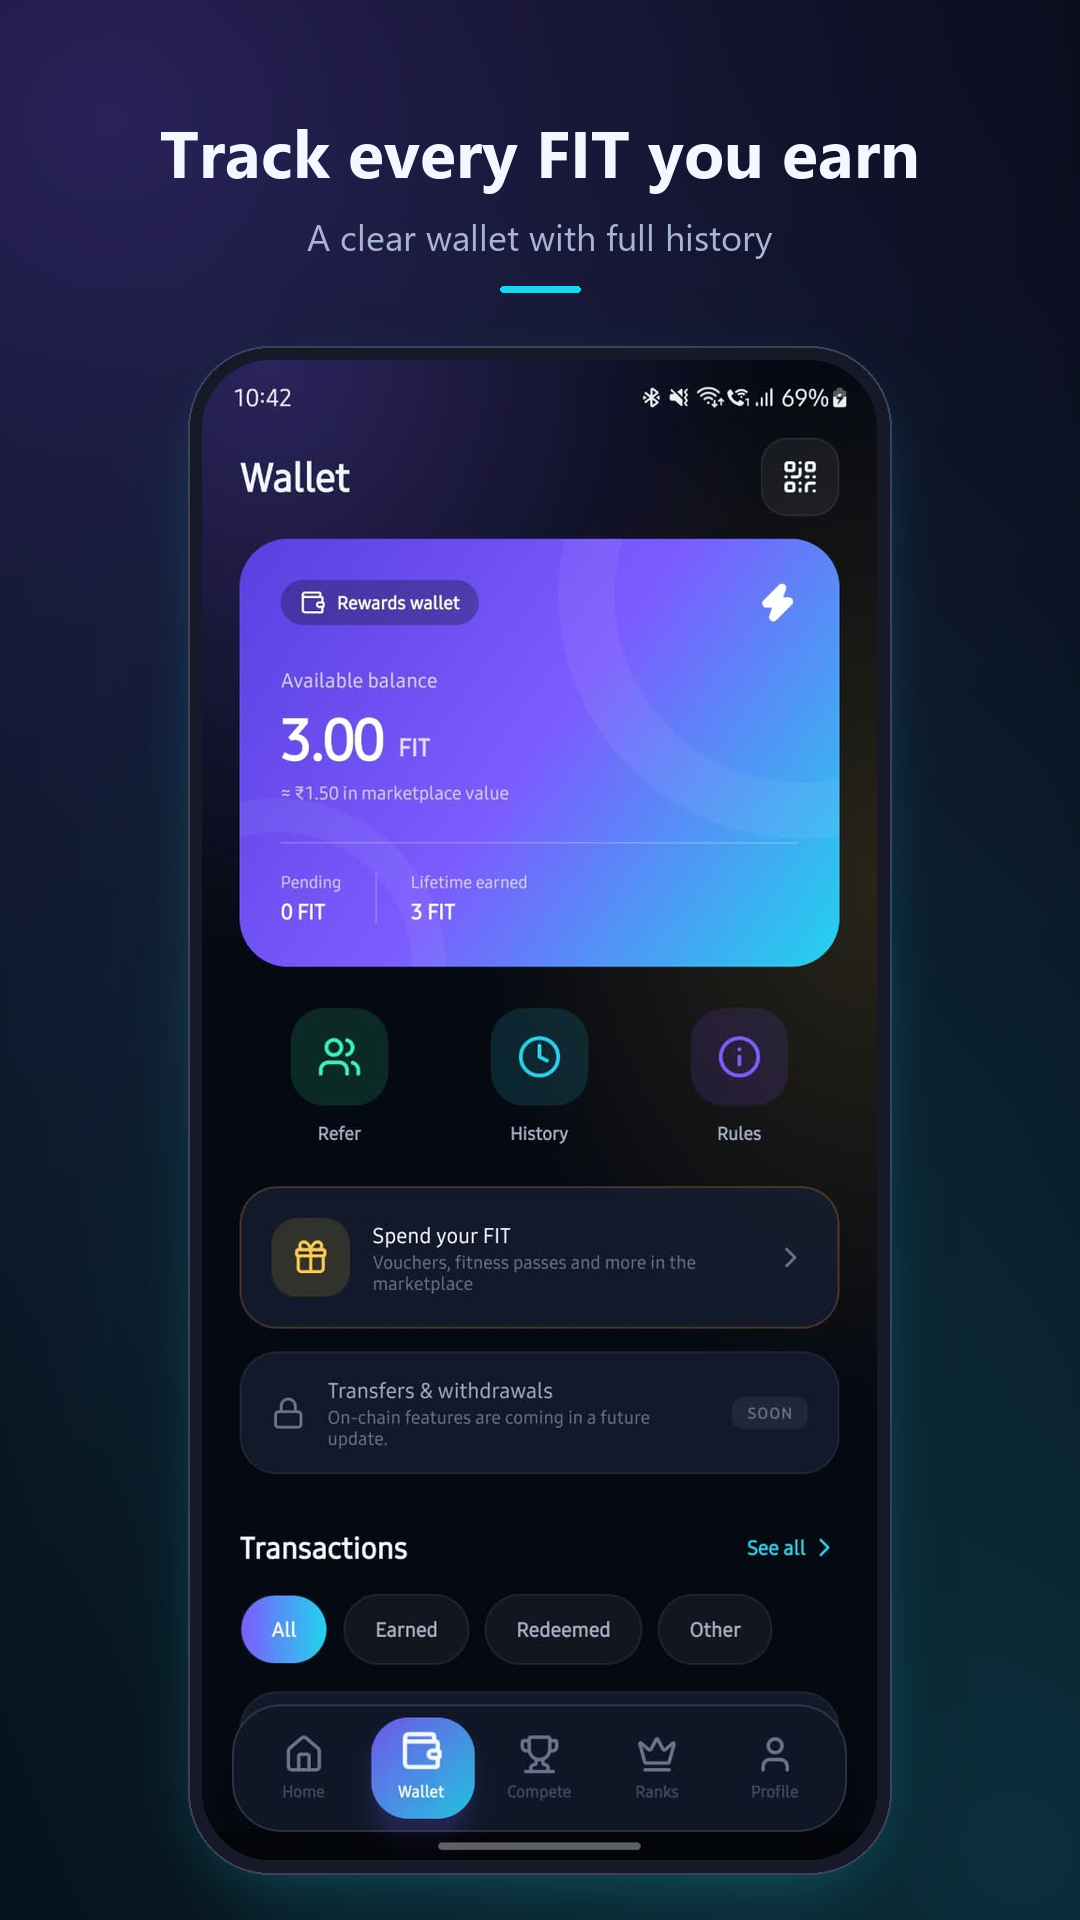 Track every FIT you earn
A clear wallet with full history
10:42
69%
Wallet
Rewards wallet
Available balance
3.00 FIT
≈ ₹1.50 in marketplace value
Pending
0 FIT
Lifetime earned
3 FIT
Refer
History
Rules
Spend your FIT
Vouchers, fitness passes and more in the
marketplace
Transfers & withdrawals
On-chain features are coming in a future
update.
SOON
Transactions
See all
All
Earned
Redeemed
Other
Home
Wallet
Compete
Ranks
Profile